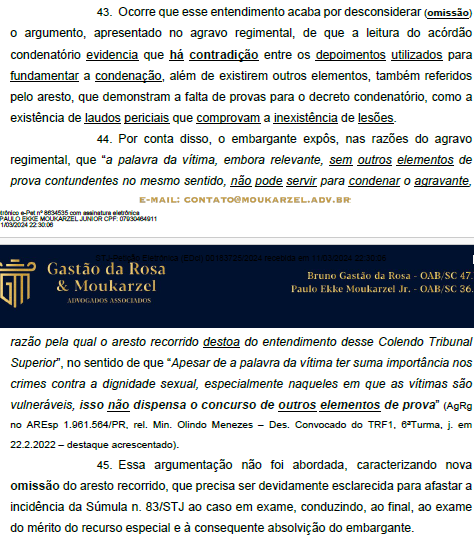 43. Ocorre que esse entendimento acaba por desconsiderar (omissão)
o argumento, apresentado no agravo regimental, de que a leitura do acórdão
condenatório evidencia que há contradição entre os depoimentos utilizados para
fundamentar a condenação, além de existirem outros elementos, também referidos
pelo aresto, que demonstram a falta de provas para o decreto condenatório, como a
existência de laudos periciais que comprovam a inexistência de lesões.
44. Por conta disso, o embargante expôs, nas razões do agravo
regimental, que “a palavra da vítima, embora relevante, sem outros elementos de
prova contundentes no mesmo sentido, não pode servir para condenar o agravante,
E-MAIL: CONTATO@MOUKARZEL.ADV.BR
trônico e-Pet nº 8634535 com assinatura eletrônica
PAULO EKKE MOUKARZEL JUNIOR CPF: 07930464911
1/03/2024 22:30:06
Gastão da Rosa
& Moukarzel
ADVOGADOS ASSOCIADOS
Bruno Gastão da Rosa - OAB/SC 47.
Paulo Ekke Moukarzel Jr. - OAB/SC 36.
razão pela qual o aresto recorrido destoa do entendimento desse Colendo Tribunal
Superior”, no sentido de que “Apesar de a palavra da vítima ter suma importância nos
crimes contra a dignidade sexual, especialmente naqueles em que as vítimas são
vulneráveis, isso não dispensa o concurso de outros elementos de prova” (AgRg
no AREsp 1.961.564/PR, rel. Min. Olindo Menezes – Des. Convocado do TRF1, 6ªTurma, j. em
22.2.2022 – destaque acrescentado).
45. Essa argumentação não foi abordada, caracterizando nova
omissão do aresto recorrido, que precisa ser devidamente esclarecida para afastar a
incidência da Súmula n. 83/STJ ao caso em exame, conduzindo, ao final, ao exame
do mérito do recurso especial e à consequente absolvição do embargante.